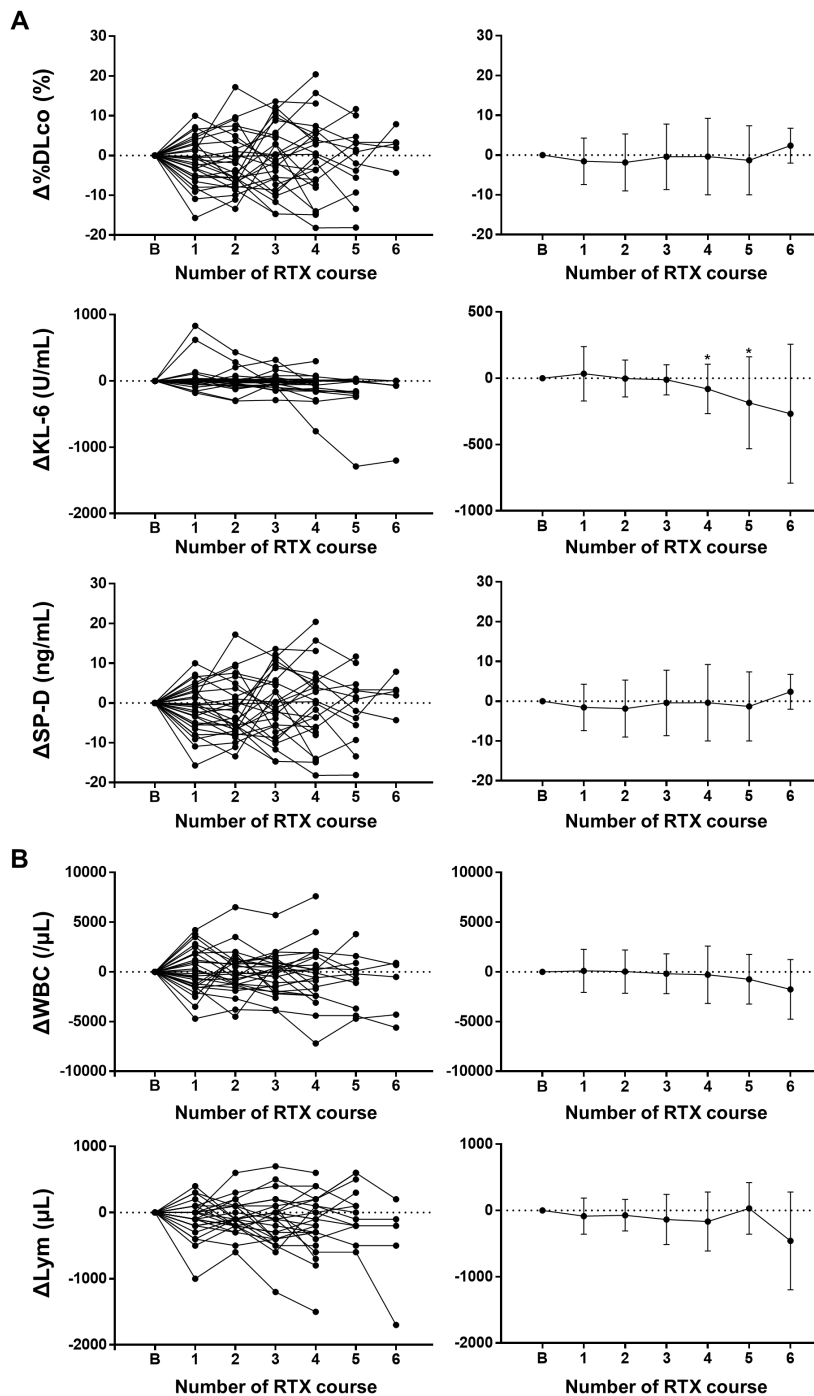 A
Δ%DLco (%)
30
20
10
0
-10
-20
B 1 2 3 4 5 6
Number of RTX course
30
20
10
0
-10
-20
B 1 2 3 4 5 6
Number of RTX course
ΔKL-6 (U/mL)
1000
0
-1000
-2000
B 1 2 3 4 5 6
Number of RTX course
500
0
-500
-1000
* *
B 1 2 3 4 5 6
Number of RTX course
ΔSP-D (ng/mL)
30
20
10
0
-10
-20
B 1 2 3 4 5 6
Number of RTX course
30
20
10
0
-10
-20
B 1 2 3 4 5 6
Number of RTX course
B
ΔWBC (/μL)
10000
5000
0
-5000
-10000
B 1 2 3 4 5 6
Number of RTX course
10000
5000
0
-5000
-10000
B 1 2 3 4 5 6
Number of RTX course
ΔLym (μL)
1000
0
-1000
-2000
B 1 2 3 4 5 6
Number of RTX course
1000
0
-1000
-2000
B 1 2 3 4 5 6
Number of RTX course